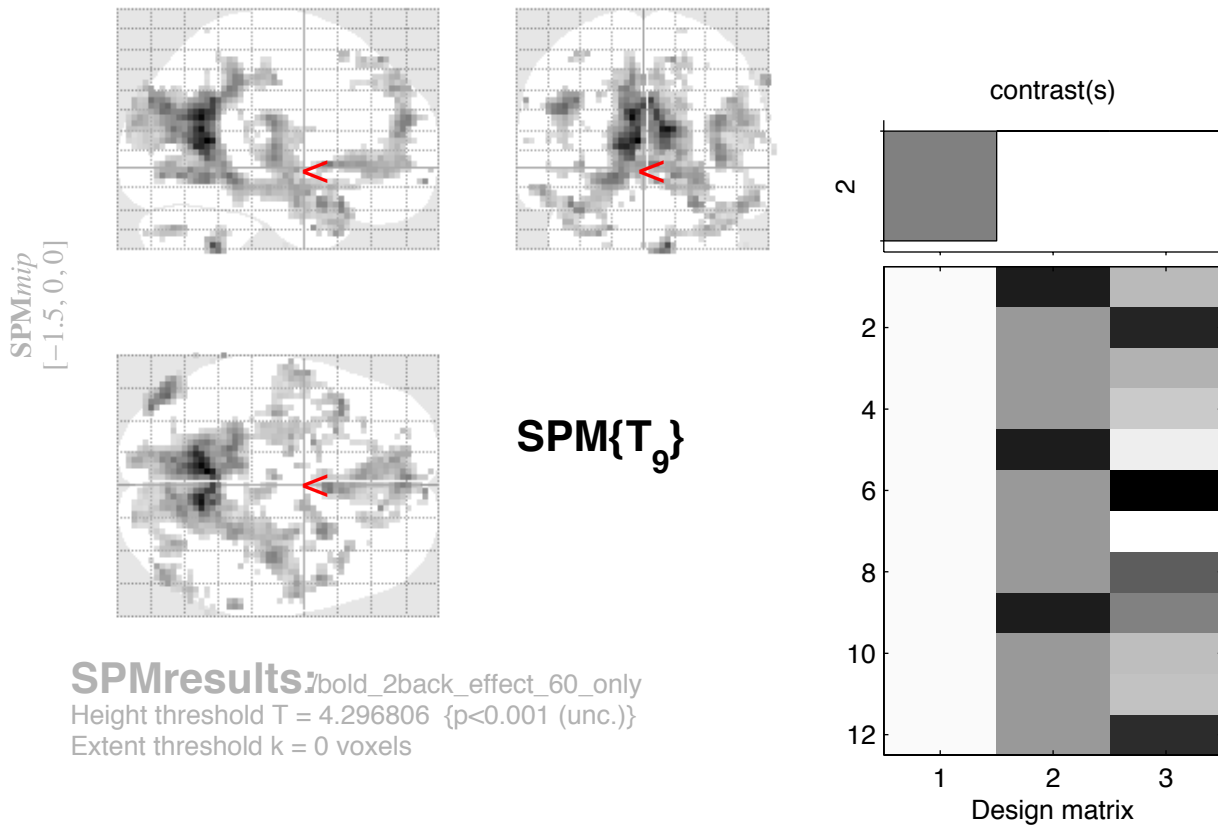 SPMmip
[−1.5, 0, 0]
<
<
<
SPM{T9}
SPMresults: ./bold_2back_effect_60_only
Height threshold T = 4.296806 {p<0.001 (unc.)}
Extent threshold k = 0 voxels
contrast(s)
2
2
4
6
8
10
12
1 2 3
Design matrix